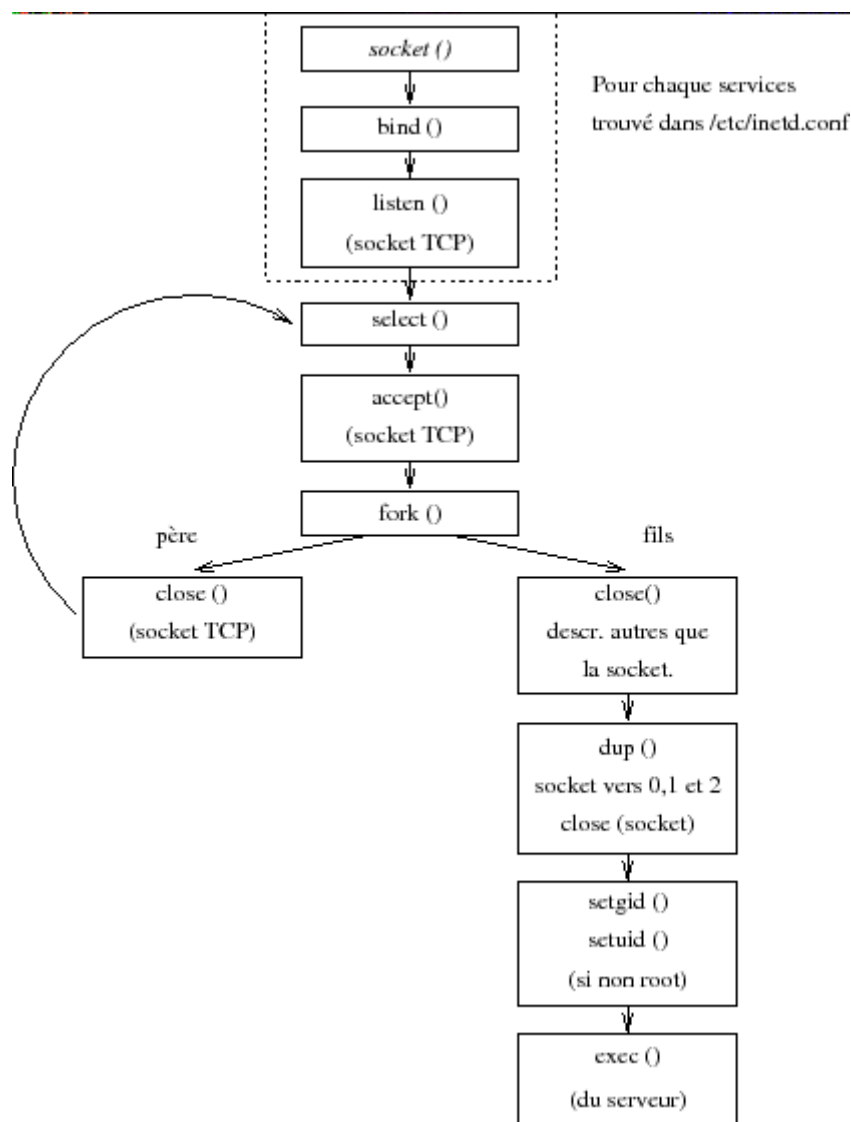 socket ()
Pour chaque services
trouvé dans /etc/inetd.conf
bind ()
listen ()
(socket TCP)
select ()
accept()
(socket TCP)
fork ()
père
fils
close ()
(socket TCP)
close()
descr. autres que
la socket.
dup ()
socket vers 0,1 et 2
close (socket)
setgid ()
setuid ()
(si non root)
exec ()
(du serveur)